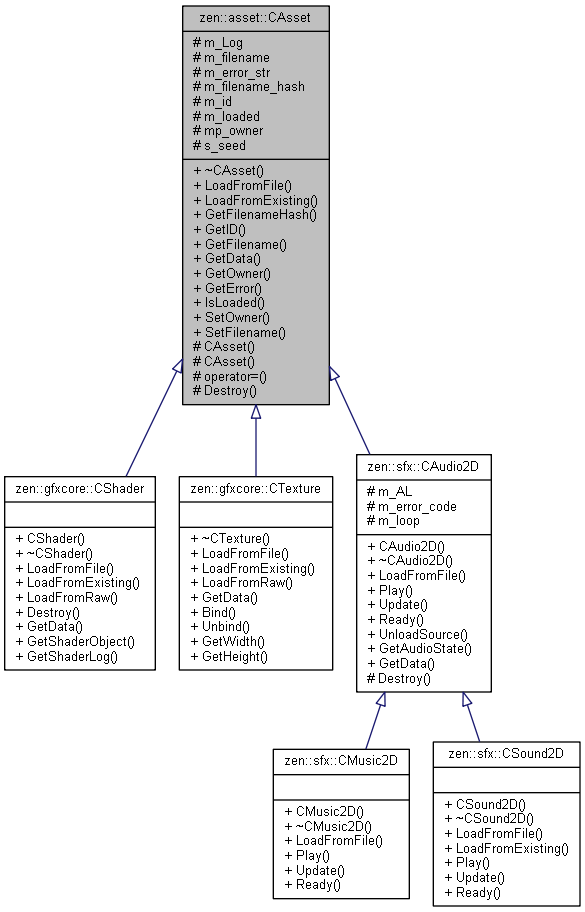 zen::asset::CAsset
# m_Log
# m_filename
# m_error_str
# m_filename_hash
# m_id
# m_loaded
# mp_owner
# s_seed
+ ~CAsset()
+ LoadFromFile()
+ LoadFromExisting()
+ GetFilenameHash()
+ GetID()
+ GetFilename()
+ GetData()
+ GetOwner()
+ GetError()
+ IsLoaded()
+ SetOwner()
+ SetFilename()
# CAsset()
# CAsset()
# operator=()
# Destroy()
zen::gfxcore::CShader
+ CShader()
+ ~CShader()
+ LoadFromFile()
+ LoadFromExisting()
+ LoadFromRaw()
+ Destroy()
+ GetData()
+ GetShaderObject()
+ GetShaderLog()
zen::gfxcore::CTexture
+ ~CTexture()
+ LoadFromFile()
+ LoadFromExisting()
+ LoadFromRaw()
+ GetData()
+ Bind()
+ Unbind()
+ GetWidth()
+ GetHeight()
zen::sfx::CAudio2D
# m_AL
# m_error_code
# m_loop
+ CAudio2D()
+ ~CAudio2D()
+ LoadFromFile()
+ Play()
+ Update()
+ Ready()
+ UnloadSource()
+ GetAudioState()
+ GetData()
# Destroy()
zen::sfx::CMusic2D
+ CMusic2D()
+ ~CMusic2D()
+ LoadFromFile()
+ Play()
+ Update()
+ Ready()
zen::sfx::CSound2D
+ CSound2D()
+ ~CSound2D()
+ LoadFromFile()
+ LoadFromExisting()
+ Play()
+ Update()
+ Ready()